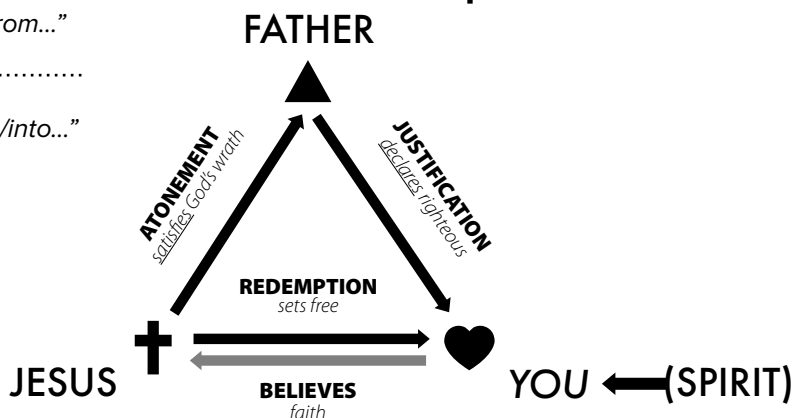 rom..."
FATHER
...........
/into..."
ATONEMENT
satisfies God's wrath
JUSTIFICATION
declares righteous
REDEMPTION
sets free
JESUS
BELIEVES
faith
YOU
(SPIRIT)